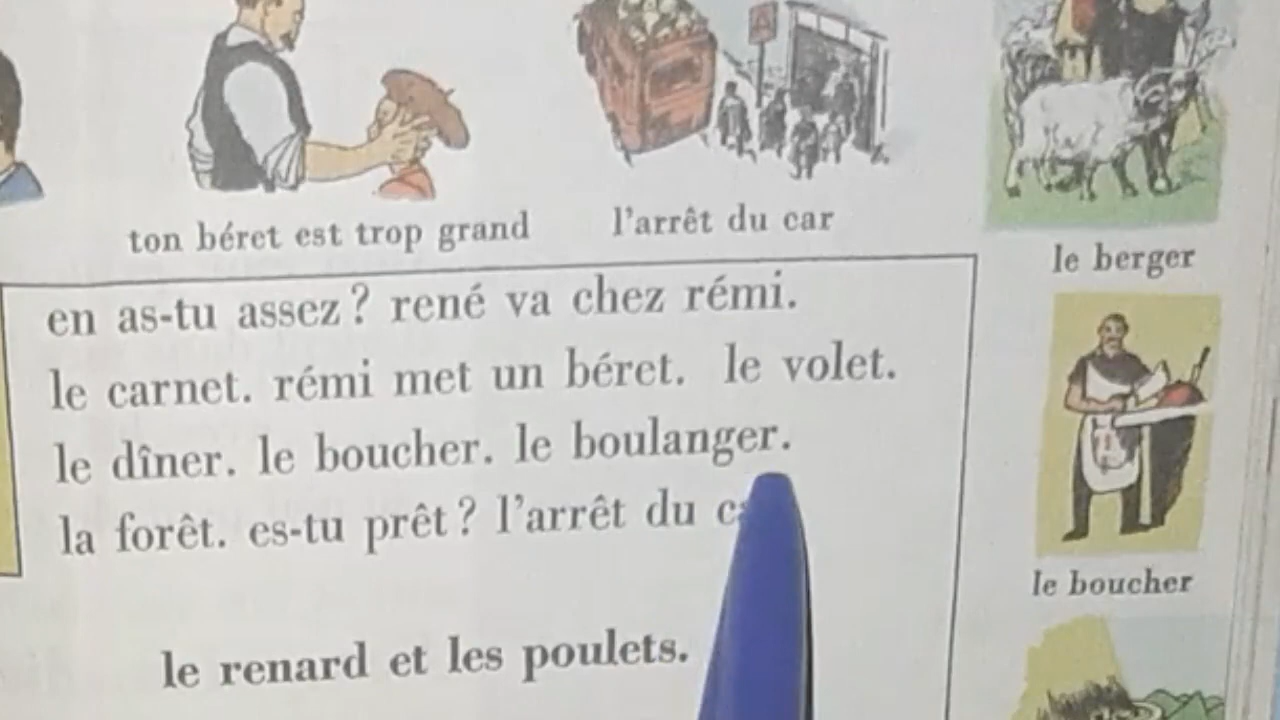 ton béret est trop grand
l'arrêt du car
le berger
en as-tu assez ? rené va chez rémi.
le carnet. rémi met un béret. le volet.
le dîner. le boucher. le boulanger.
la forêt. es-tu prêt ? l'arrêt du
le boucher
le renard et les poulets.